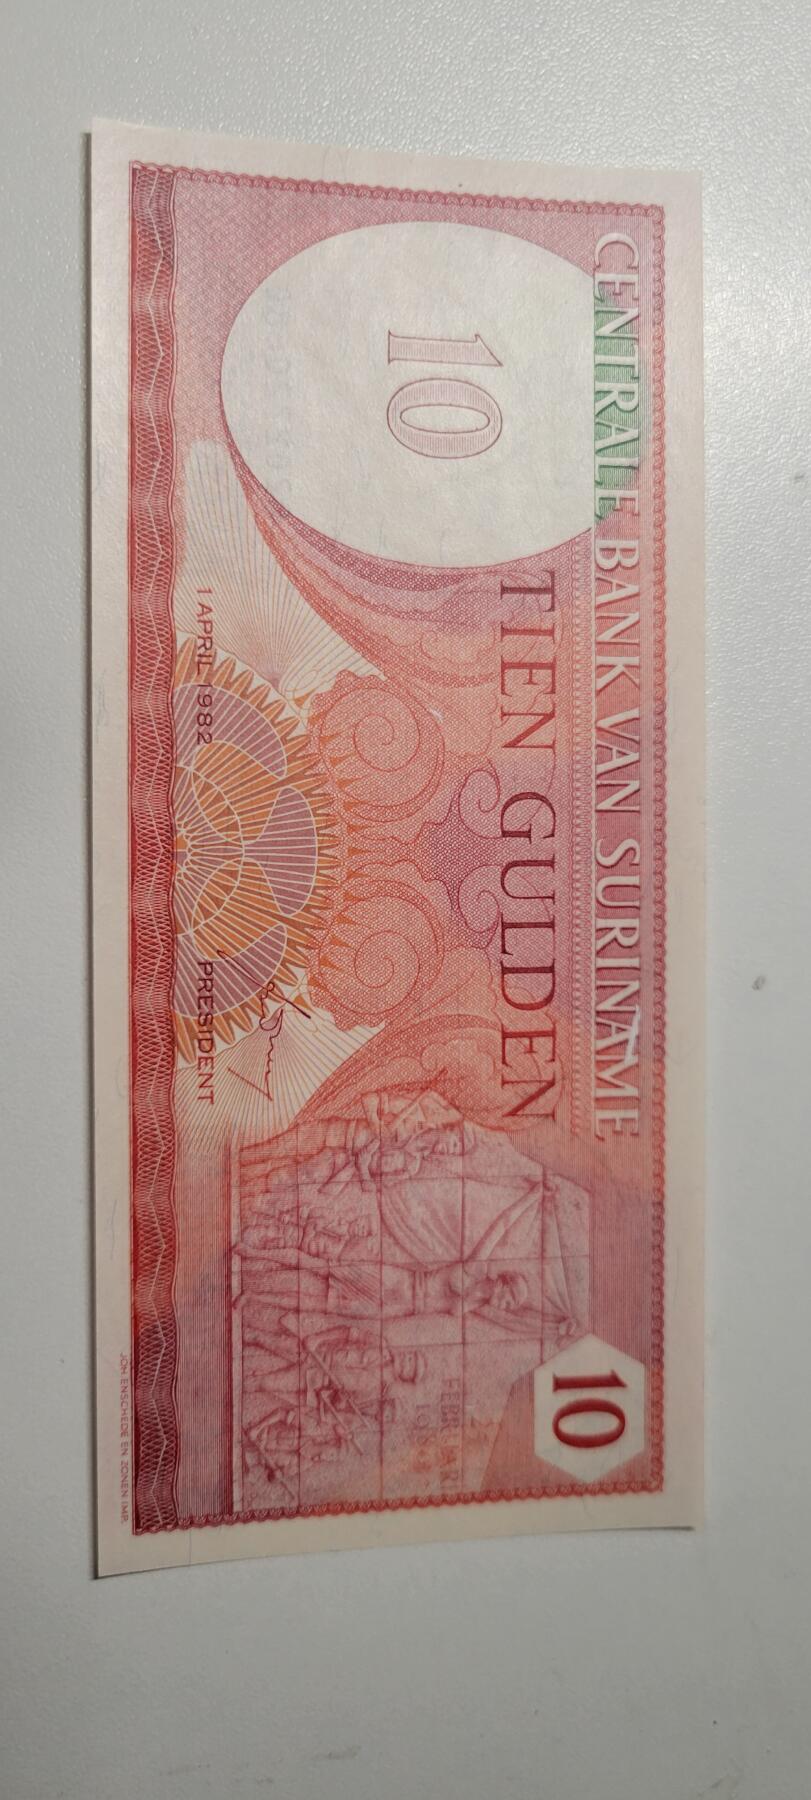 CENTRALE BANK VAN SURINAME
10
TIEN GULDEN
10
1 APRIL 1982
PRESIDENT
FEBRUARI
JOH. ENSCHEDÉ EN ZONEN IMP.